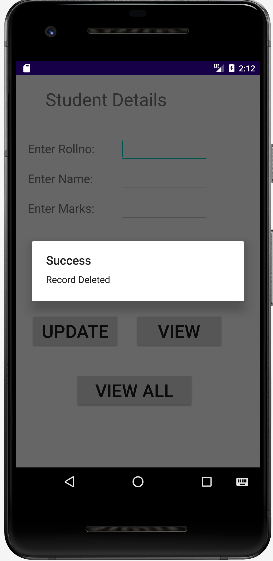 2:12
Student Details
Enter Rollno:
Enter Name:
Enter Marks:
Success
Record Deleted
UPDATE VIEW
VIEW ALL